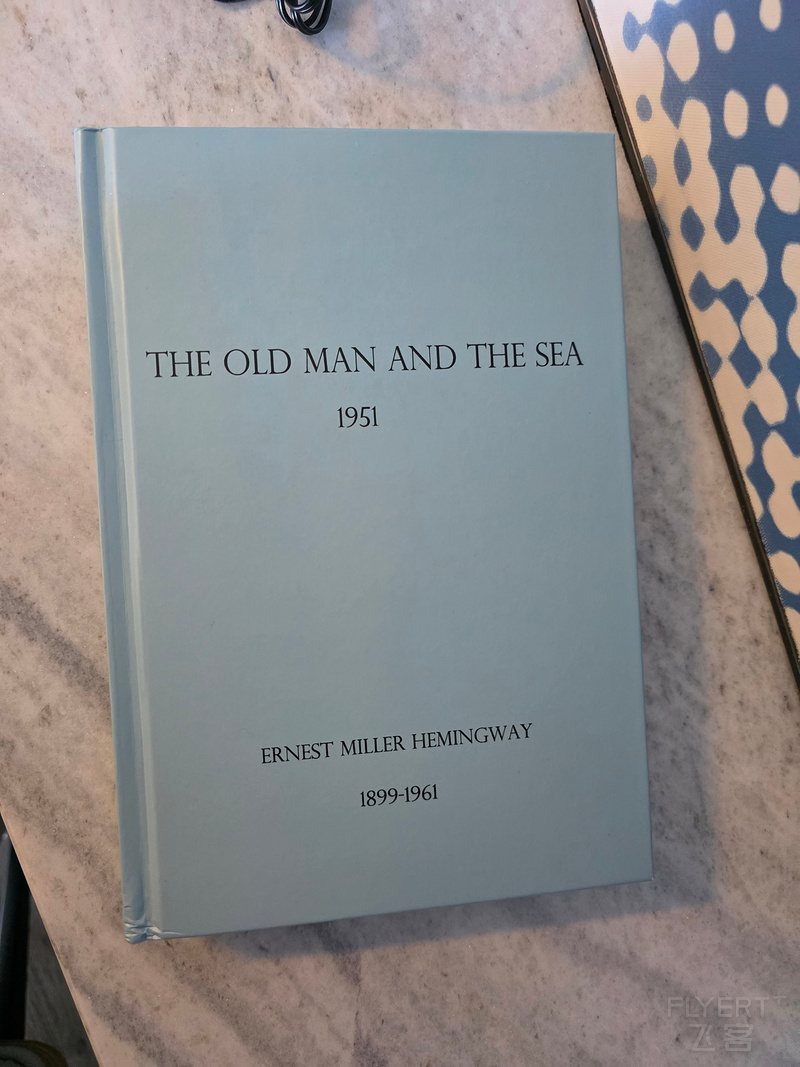 THE OLD MAN AND THE SEA
1951
ERNEST MILLER HEMINGWAY
1899-1961
FLYERT
飞客